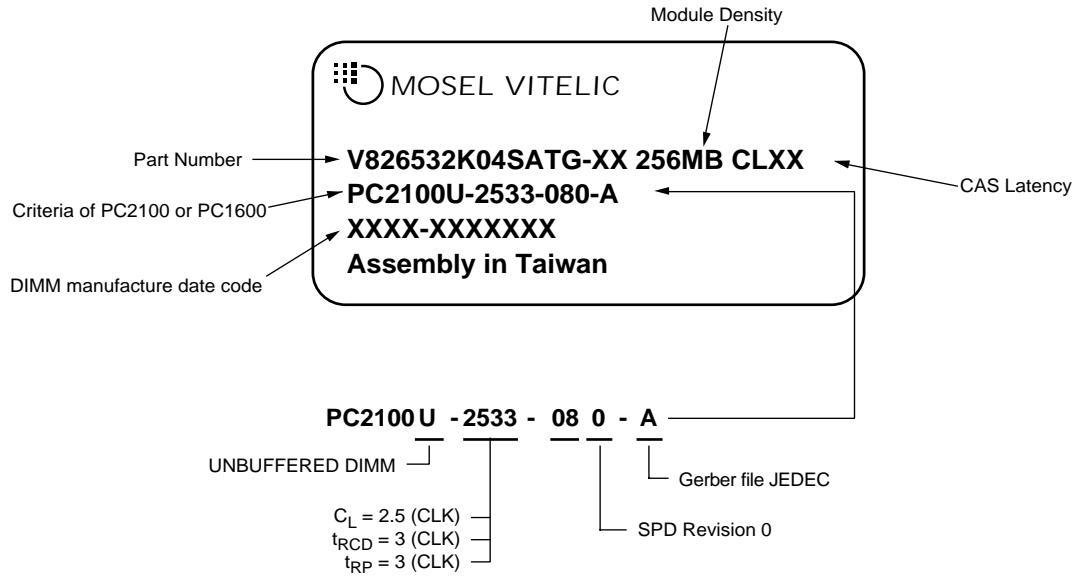 Module Density
MOSEL VITELIC
Part Number
V826532K04SATG-XX 256MB CLXX
CAS Latency
Criteria of PC2100 or PC1600
PC2100U-2533-080-A
XXXX-XXXXXXX
DIMM manufacture date code
Assembly in Taiwan
PC2100 U - 2533 - 08 0 - A
UNBUFFERED DIMM
Gerber file JEDEC
CL = 2.5 (CLK)
SPD Revision 0
tRCD = 3 (CLK)
tRP = 3 (CLK)